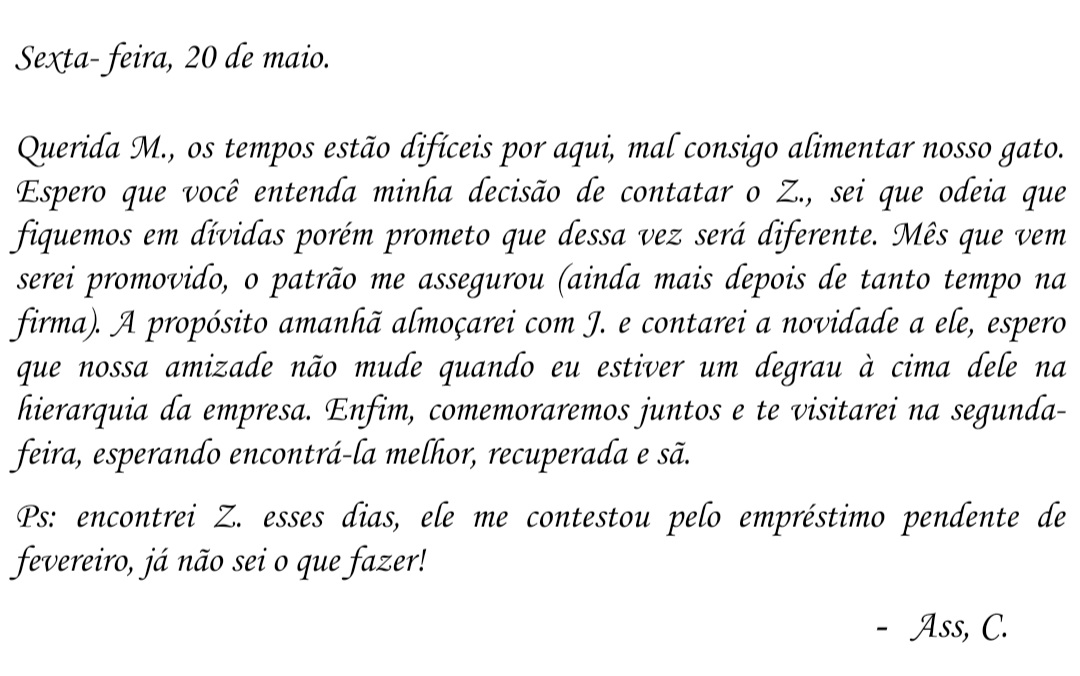 Sexta- feira, 20 de maio.
Querida M., os tempos estão difíceis por aqui, mal consigo alimentar nosso gato.
Espero que você entenda minha decisão de contatar o Z., sei que odeia que
fiquemos em dívidas porém prometo que dessa vez será diferente. Mês que vem
serei promovido, o patrão me assegurou (ainda mais depois de tanto tempo na
firma). A propósito amanhã almoçarei com J. e contarei a novidade a ele, espero
que nossa amizade não mude quando eu estiver um degrau à cima dele na
hierarquia da empresa. Enfim, comemoraremos juntos e te visitarei na segunda-
feira, esperando encontrá-la melhor, recuperada e sã.
Ps: encontrei Z. esses dias, ele me contestou pelo empréstimo pendente de
fevereiro, já não sei o que fazer!
- Ass, C.